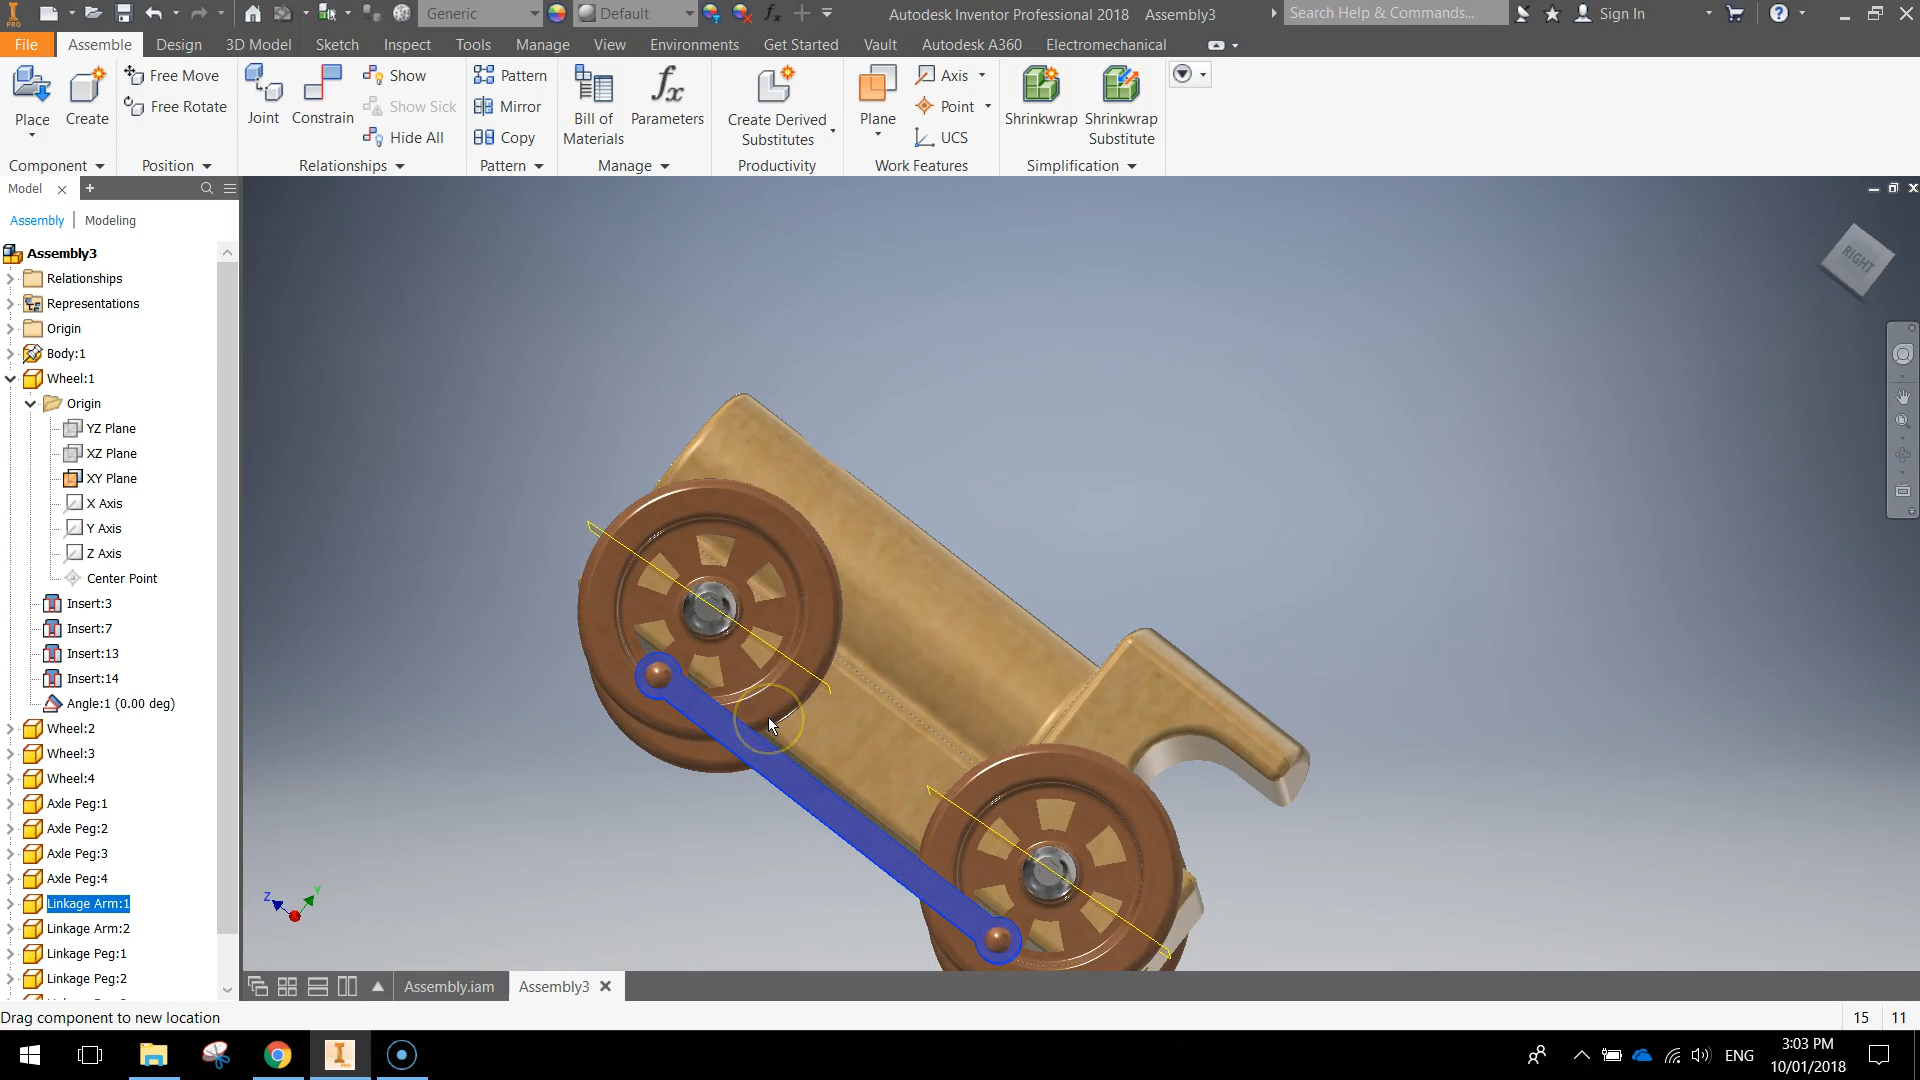 PRO
Generic
Default
fx
Autodesk Inventor Professional 2018 Assembly3
Search Help & Commands...
Sign In
File
Assemble
Design
3D Model
Sketch
Inspect
Tools
Manage
View
Environments
Get Started
Vault
Autodesk A360
Electromechanical
Place
Create
Free Move
Free Rotate
Joint
Constrain
Show
Show Sick
Hide All
Pattern
Mirror
Copy
Bill of
Materials
fx
Parameters
Create Derived
Substitutes
Plane
Axis
Point
UCS
Shrinkwrap
Shrinkwrap
Substitute
Component
Position
Relationships
Pattern
Manage
Productivity
Work Features
Simplification
Model
Assembly
Modeling
Assembly3
Relationships
Representations
Origin
Body:1
Wheel:1
Origin
YZ Plane
XZ Plane
XY Plane
X Axis
Y Axis
Z Axis
Center Point
Insert:3
Insert:7
Insert:13
Insert:14
Angle:1 (0.00 deg)
Wheel:2
Wheel:3
Wheel:4
Axle Peg:1
Axle Peg:2
Axle Peg:3
Axle Peg:4
Linkage Arm:1
Linkage Arm:2
Linkage Peg:1
Linkage Peg:2
RIGHT
Z
Y
Assembly.iam
Assembly3
Drag component to new location
15 11
ENG
3:03 PM
10/01/2018